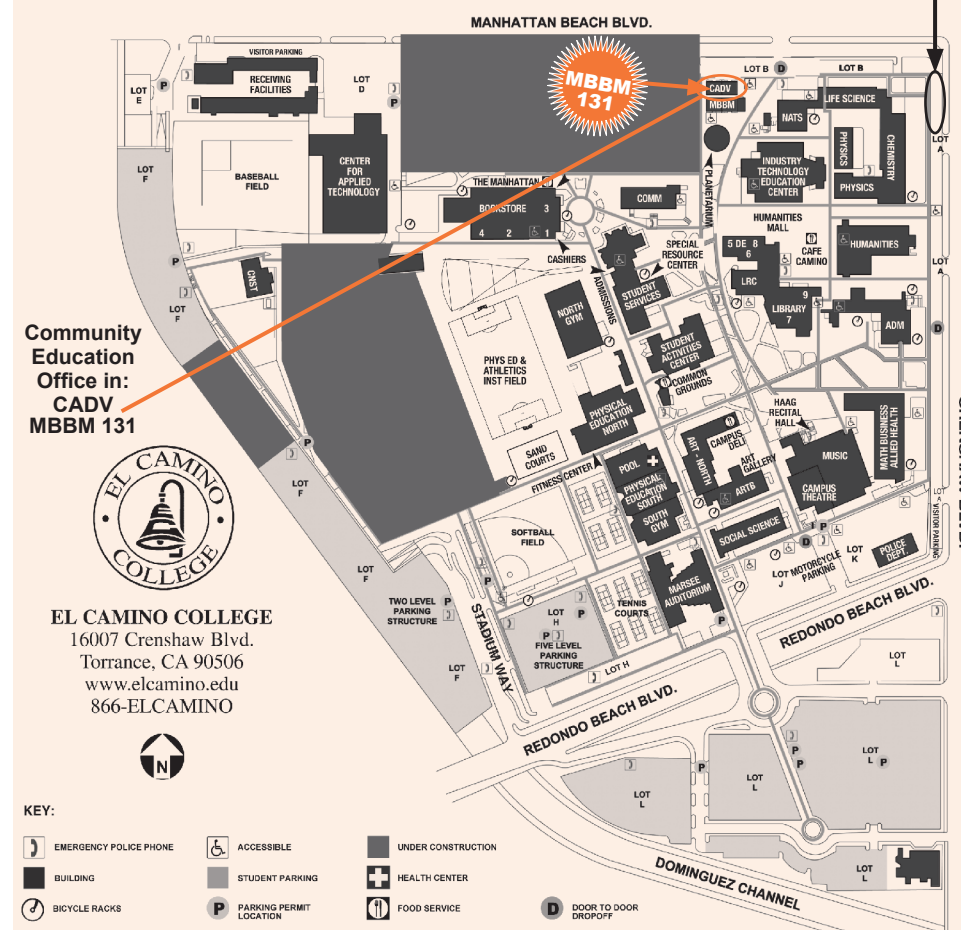 MANHATTAN BEACH BLVD.
VISITOR PARKING
RECEIVING
FACILITIES
LOT
E
LOT
D
MBBM
131
LOT B
D
LOT B
CADV
MBBM
NATS
LIFE SCIENCE
LOT
A
PLANETARIUM
PHYSICS
CHEMISTRY
PHYSICS
INDUSTRY
TECHNOLOGY
EDUCATION
CENTER
LOT
F
BASEBALL
FIELD
CENTER
FOR
APPLIED
TECHNOLOGY
THE MANHATTAN
BOOKSTORE 3
4 2 1
COMM
CASHIERS
ADMISSIONS
SPECIAL
RESOURCE
CENTER
STUDENT
SERVICES
HUMANITIES
MALL
5 DE 8
6
CAFE
CAMINO
HUMANITIES
LRC
9
LIBRARY
7
LOT
A
ADM
D
CNST
LOT
F
NORTH
GYM
PHYS ED &
ATHLETICS
INST FIELD
STUDENT
ACTIVITIES
CENTER
COMMON
GROUNDS
Community
Education
Office in:
CADV
MBBM 131
PHYSICAL
EDUCATION
NORTH
SAND
COURTS
FITNESS CENTER
HAAG
RECITAL
HALL
MUSIC
CAMPUS
THEATRE
MATH BUSINESS
ALLIED HEALTH
ART - NORTH
CAMPUS
DELI
ART
GALLERY
ARTB
POOL
PHYSICAL
EDUCATION
SOUTH
SOUTH
GYM
SOCIAL SCIENCE
LOT
A
VISITOR PARKING
EL CAMINO
COLLEGE
LOT
F
SOFTBALL
FIELD
LOT
F
MARSEE
AUDITORIUM
LOT
J
MOTORCYCLE
PARKING
LOT
K
POLICE
DEPT.
D
EL CAMINO COLLEGE
16007 Crenshaw Blvd.
Torrance, CA 90506
www.elcamino.edu
866-ELCAMINO
N
TWO LEVEL
PARKING
STRUCTURE
STADIUM WAY
LOT
H
FIVE LEVEL
PARKING
STRUCTURE
TENNIS
COURTS
LOT
F
LOT H
REDONDO BEACH BLVD.
REDONDO BEACH BLVD.
LOT
L
LOT
L
LOT
L
LOT
L
LOT
L
DOMINGUEZ CHANNEL
KEY:
EMERGENCY POLICE PHONE
ACCESSIBLE
UNDER CONSTRUCTION
BUILDING
STUDENT PARKING
HEALTH CENTER
BICYCLE RACKS
P PARKING PERMIT
LOCATION
FOOD SERVICE
D DOOR TO DOOR
DROPOFF